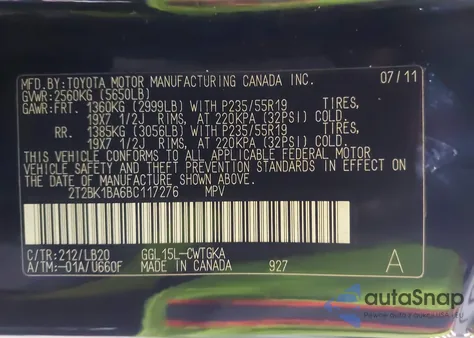 MFD.BY:TOYOTA MOTOR MANUFACTURING CANADA INC. 07/11
GVWR:2560KG (5650LB)
GAWR:FRT. 1360KG (2999LB) WITH P235/55R19 TIRES,
19X7 1/2J RIMS, AT 220KPA (32PSI) COLD.
RR. 1385KG (3056LB) WITH P235/55R19 TIRES,
19X7 1/2J RIMS, AT 220KPA (32PSI) COLD.
THIS VEHICLE CONFORMS TO ALL APPLICABLE FEDERAL MOTOR
VEHICLE SAFETY AND THEFT PREVENTION STANDARDS IN EFFECT ON
THE DATE OF MANUFACTURE SHOWN ABOVE.
2T2BK1BA6BC117276 MPV
C/TR:212/LB20 GGL15L-CWTGKA
A/TM:-01A/U660F MADE IN CANADA 927 A
autoSnap